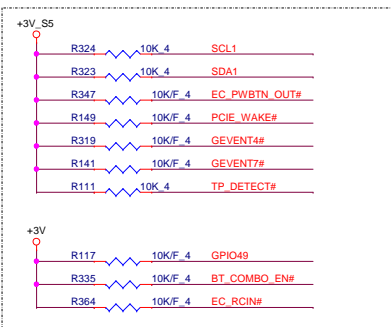 +3V_S5
R324 10K_4 SCL1
R323 10K_4 SDA1
R347 10K/F_4 EC_PWBTN_OUT#
R149 10K/F_4 PCIE_WAKE#
R319 10K/F_4 GEVENT4#
R141 10K/F_4 GEVENT7#
R111 10K_4 TP_DETECT#
+3V
R117 10K/F_4 GPIO49
R335 10K/F_4 BT_COMBO_EN#
R364 10K/F_4 EC_RCIN#